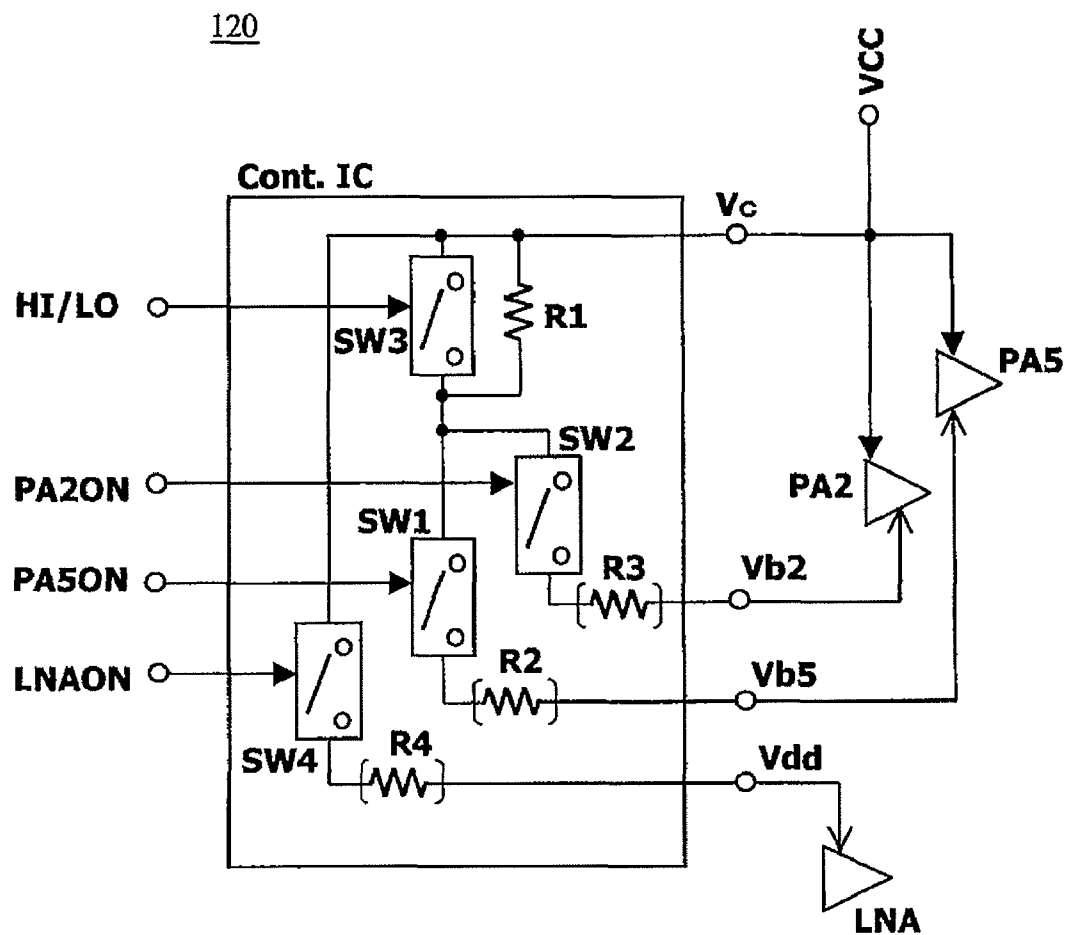 120
VCC
Cont. IC
Vc
HI/LO
SW3
R1
PA5
SW2
PA2ON
PA2
SW1
PA5ON
R3
Vb2
LNAON
R2
Vb5
SW4
R4
Vdd
LNA